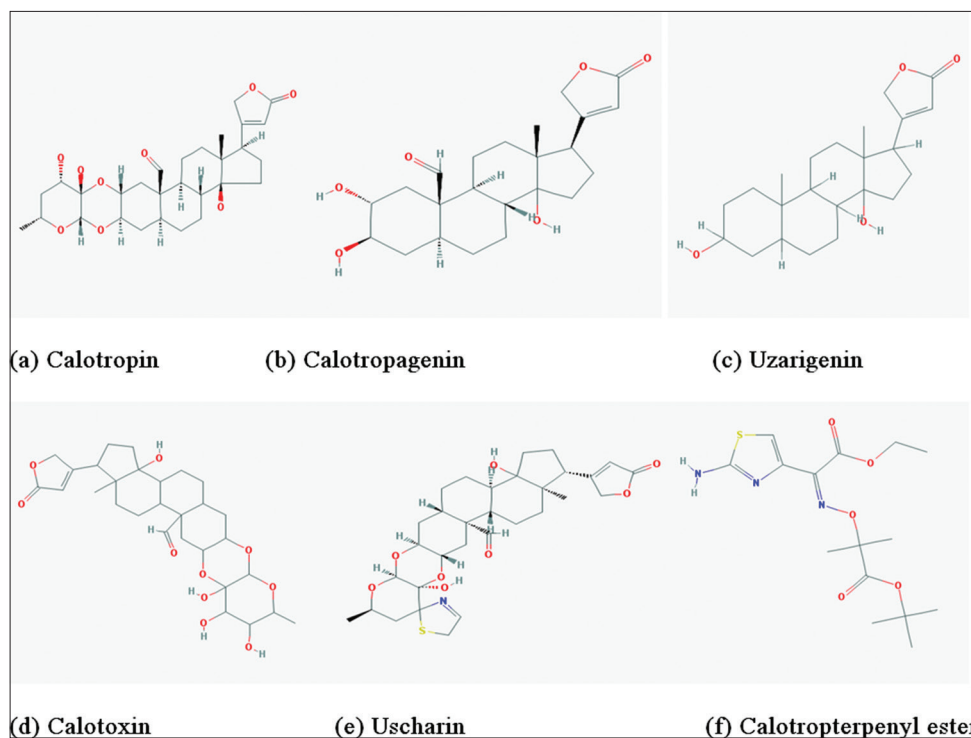 (a) Calotropin (b) Calotropagenin (c) Uzarigenin
(d) Calotoxin (e) Uscharin (f) Calotropterpenyl ester